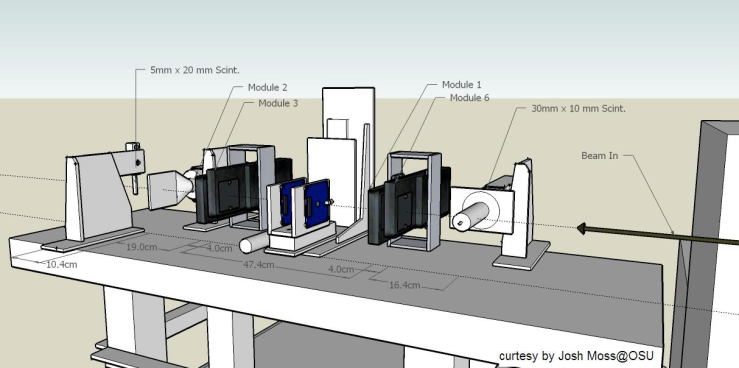 5mm x 20 mm Scint.
Module 2
Module 3
Module 1
Module 6
30mm x 10 mm Scint.
Beam In
10.4cm
19.0cm
4.0cm
47.4cm
4.0cm
16.4cm
curtesy by Josh Moss@OSU